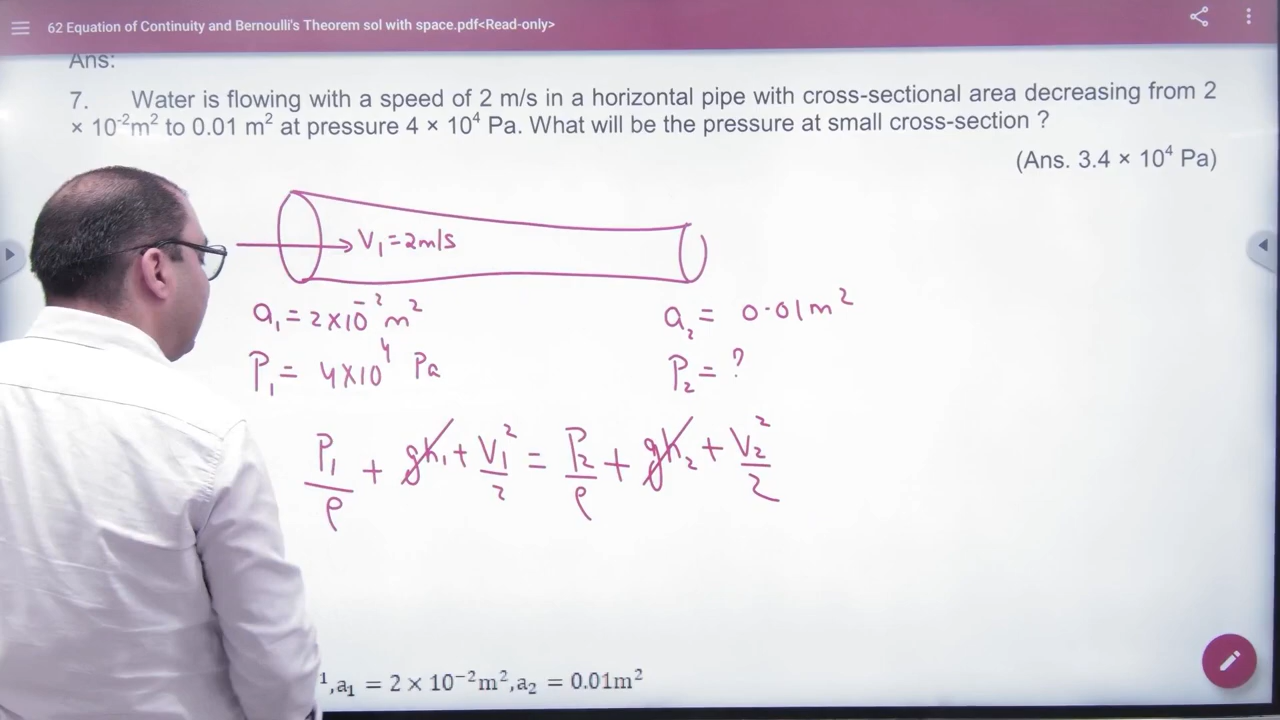 62 Equation of Continuity and Bernoulli's Theorem sol with space.pdf<Read-only>
Ans:
7. Water is flowing with a speed of 2 m/s in a horizontal pipe with cross-sectional area decreasing from 2
× 10⁻²m² to 0.01 m² at pressure 4 × 10⁴ Pa. What will be the pressure at small cross-section ?
(Ans. 3.4 × 10⁴ Pa)
V₁=2m/s
a₁=2×10⁻²m²
a₂= 0.01m²
P₁= 4×10⁴ Pa
P₂= ?
P₁/ρ + gh₁+V₁²/2 = P₂/ρ + gh₂ + V₂²/2
¹,a₁ = 2 × 10⁻²m²,a₂ = 0.01m²